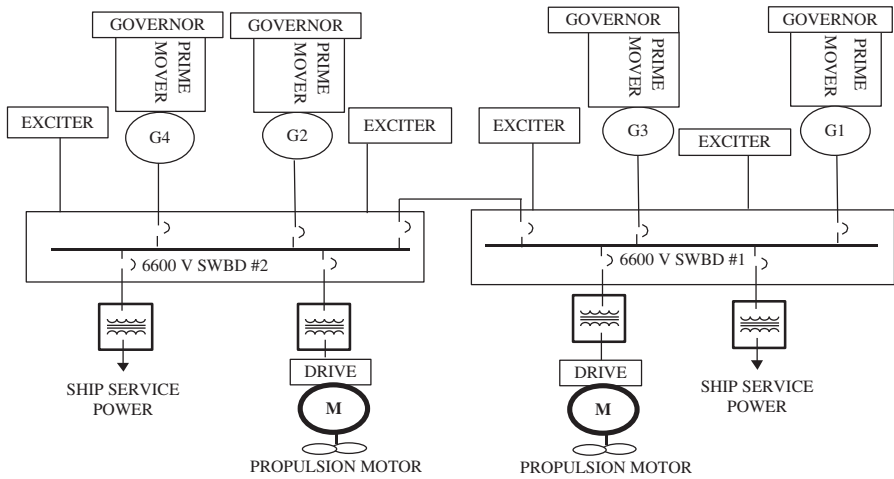 GOVERNOR
GOVERNOR
GOVERNOR
GOVERNOR
PRIME
MOVER
PRIME
MOVER
PRIME
MOVER
PRIME
MOVER
EXCITER
G4
G2
EXCITER
EXCITER
G3
EXCITER
G1
6600 V SWBD #2
6600 V SWBD #1
SHIP SERVICE
POWER
DRIVE
M
PROPULSION MOTOR
DRIVE
M
PROPULSION MOTOR
SHIP SERVICE
POWER